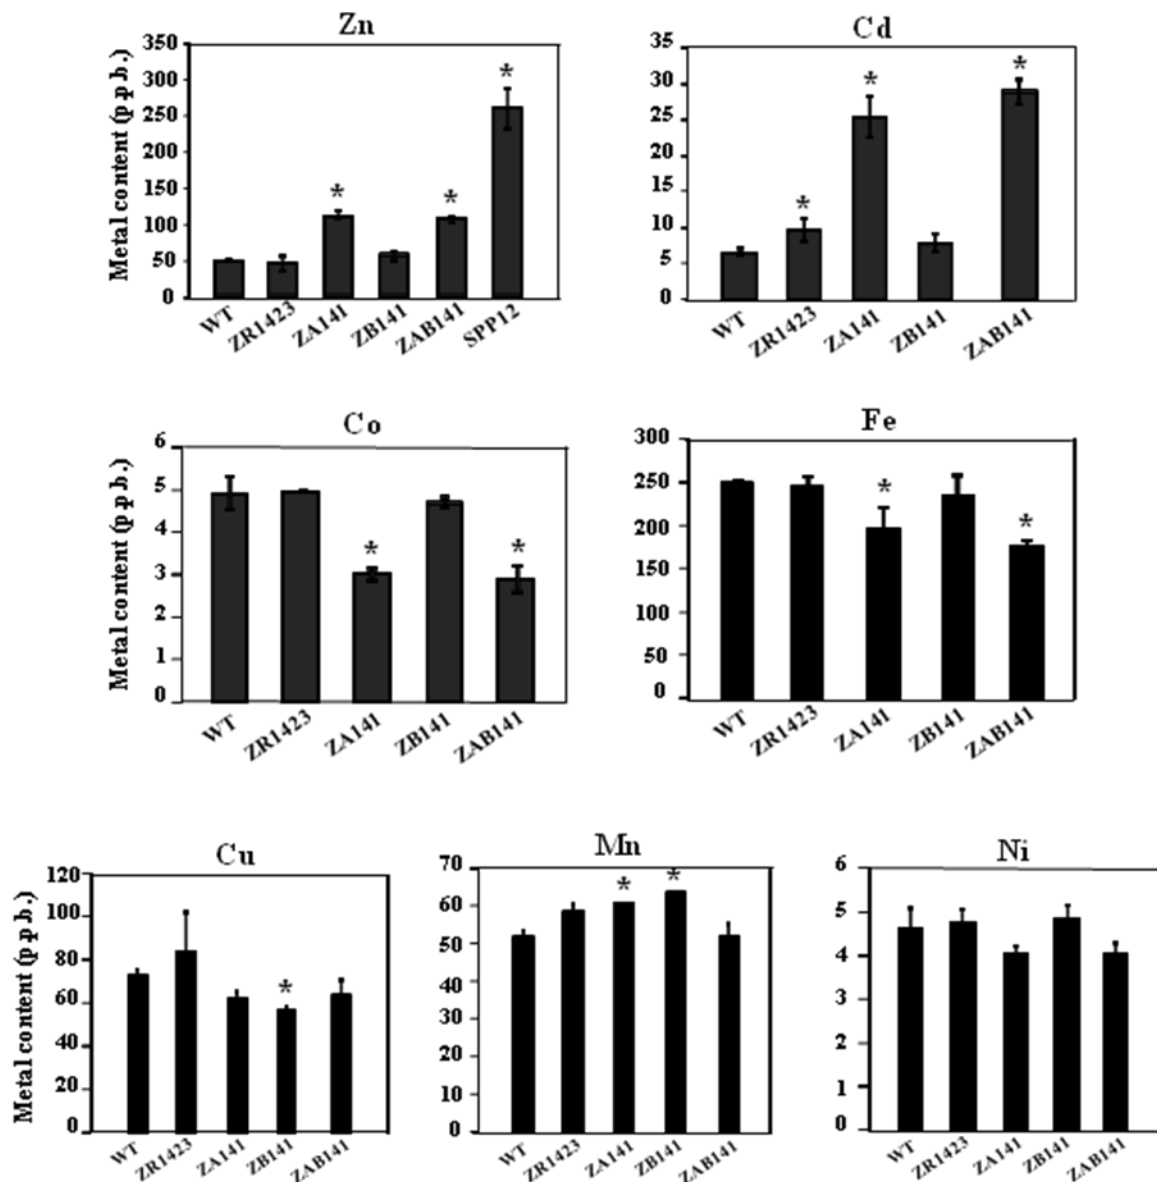 Zn
Metal content (p.p.b.)
350
300
250
200
150
100
50
0
*
*
*
WT
ZR1423
ZA141
ZB141
ZAB141
SPP12
Cd
35
30
25
20
15
10
5
0
*
*
*
WT
ZR1423
ZA141
ZB141
ZAB141
Co
Metal content (p.p.b.)
6
5
4
3
2
1
0
*
*
WT
ZR1423
ZA141
ZB141
ZAB141
Fe
300
250
200
150
100
50
0
*
*
WT
ZR1423
ZA141
ZB141
ZAB141
Cu
Metal content (p.p.b.)
120
100
80
60
40
20
0
*
WT
ZR1423
ZA141
ZB141
ZAB141
Mn
70
60
50
40
30
20
10
0
*
*
WT
ZR1423
ZA141
ZB141
ZAB141
Ni
6
5
4
3
2
1
0
WT
ZR1423
ZA141
ZB141
ZAB141